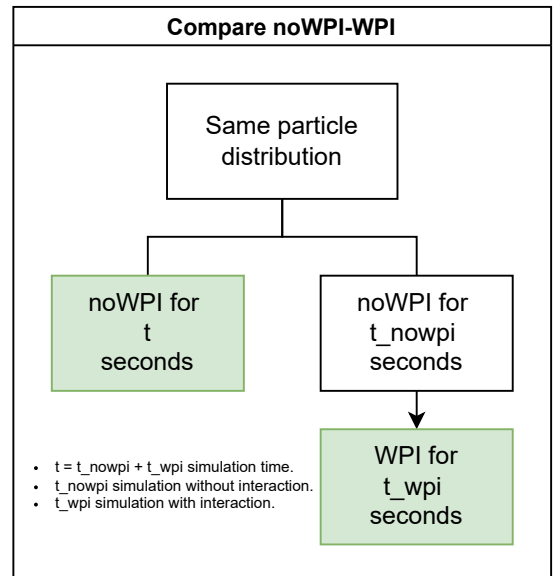 Compare noWPI-WPI
Same particle
distribution
noWPI for
t
seconds
noWPI for
t_nowpi
seconds
WPI for
t_wpi
seconds
• t = t_nowpi + t_wpi simulation time.
• t_nowpi simulation without interaction.
• t_wpi simulation with interaction.